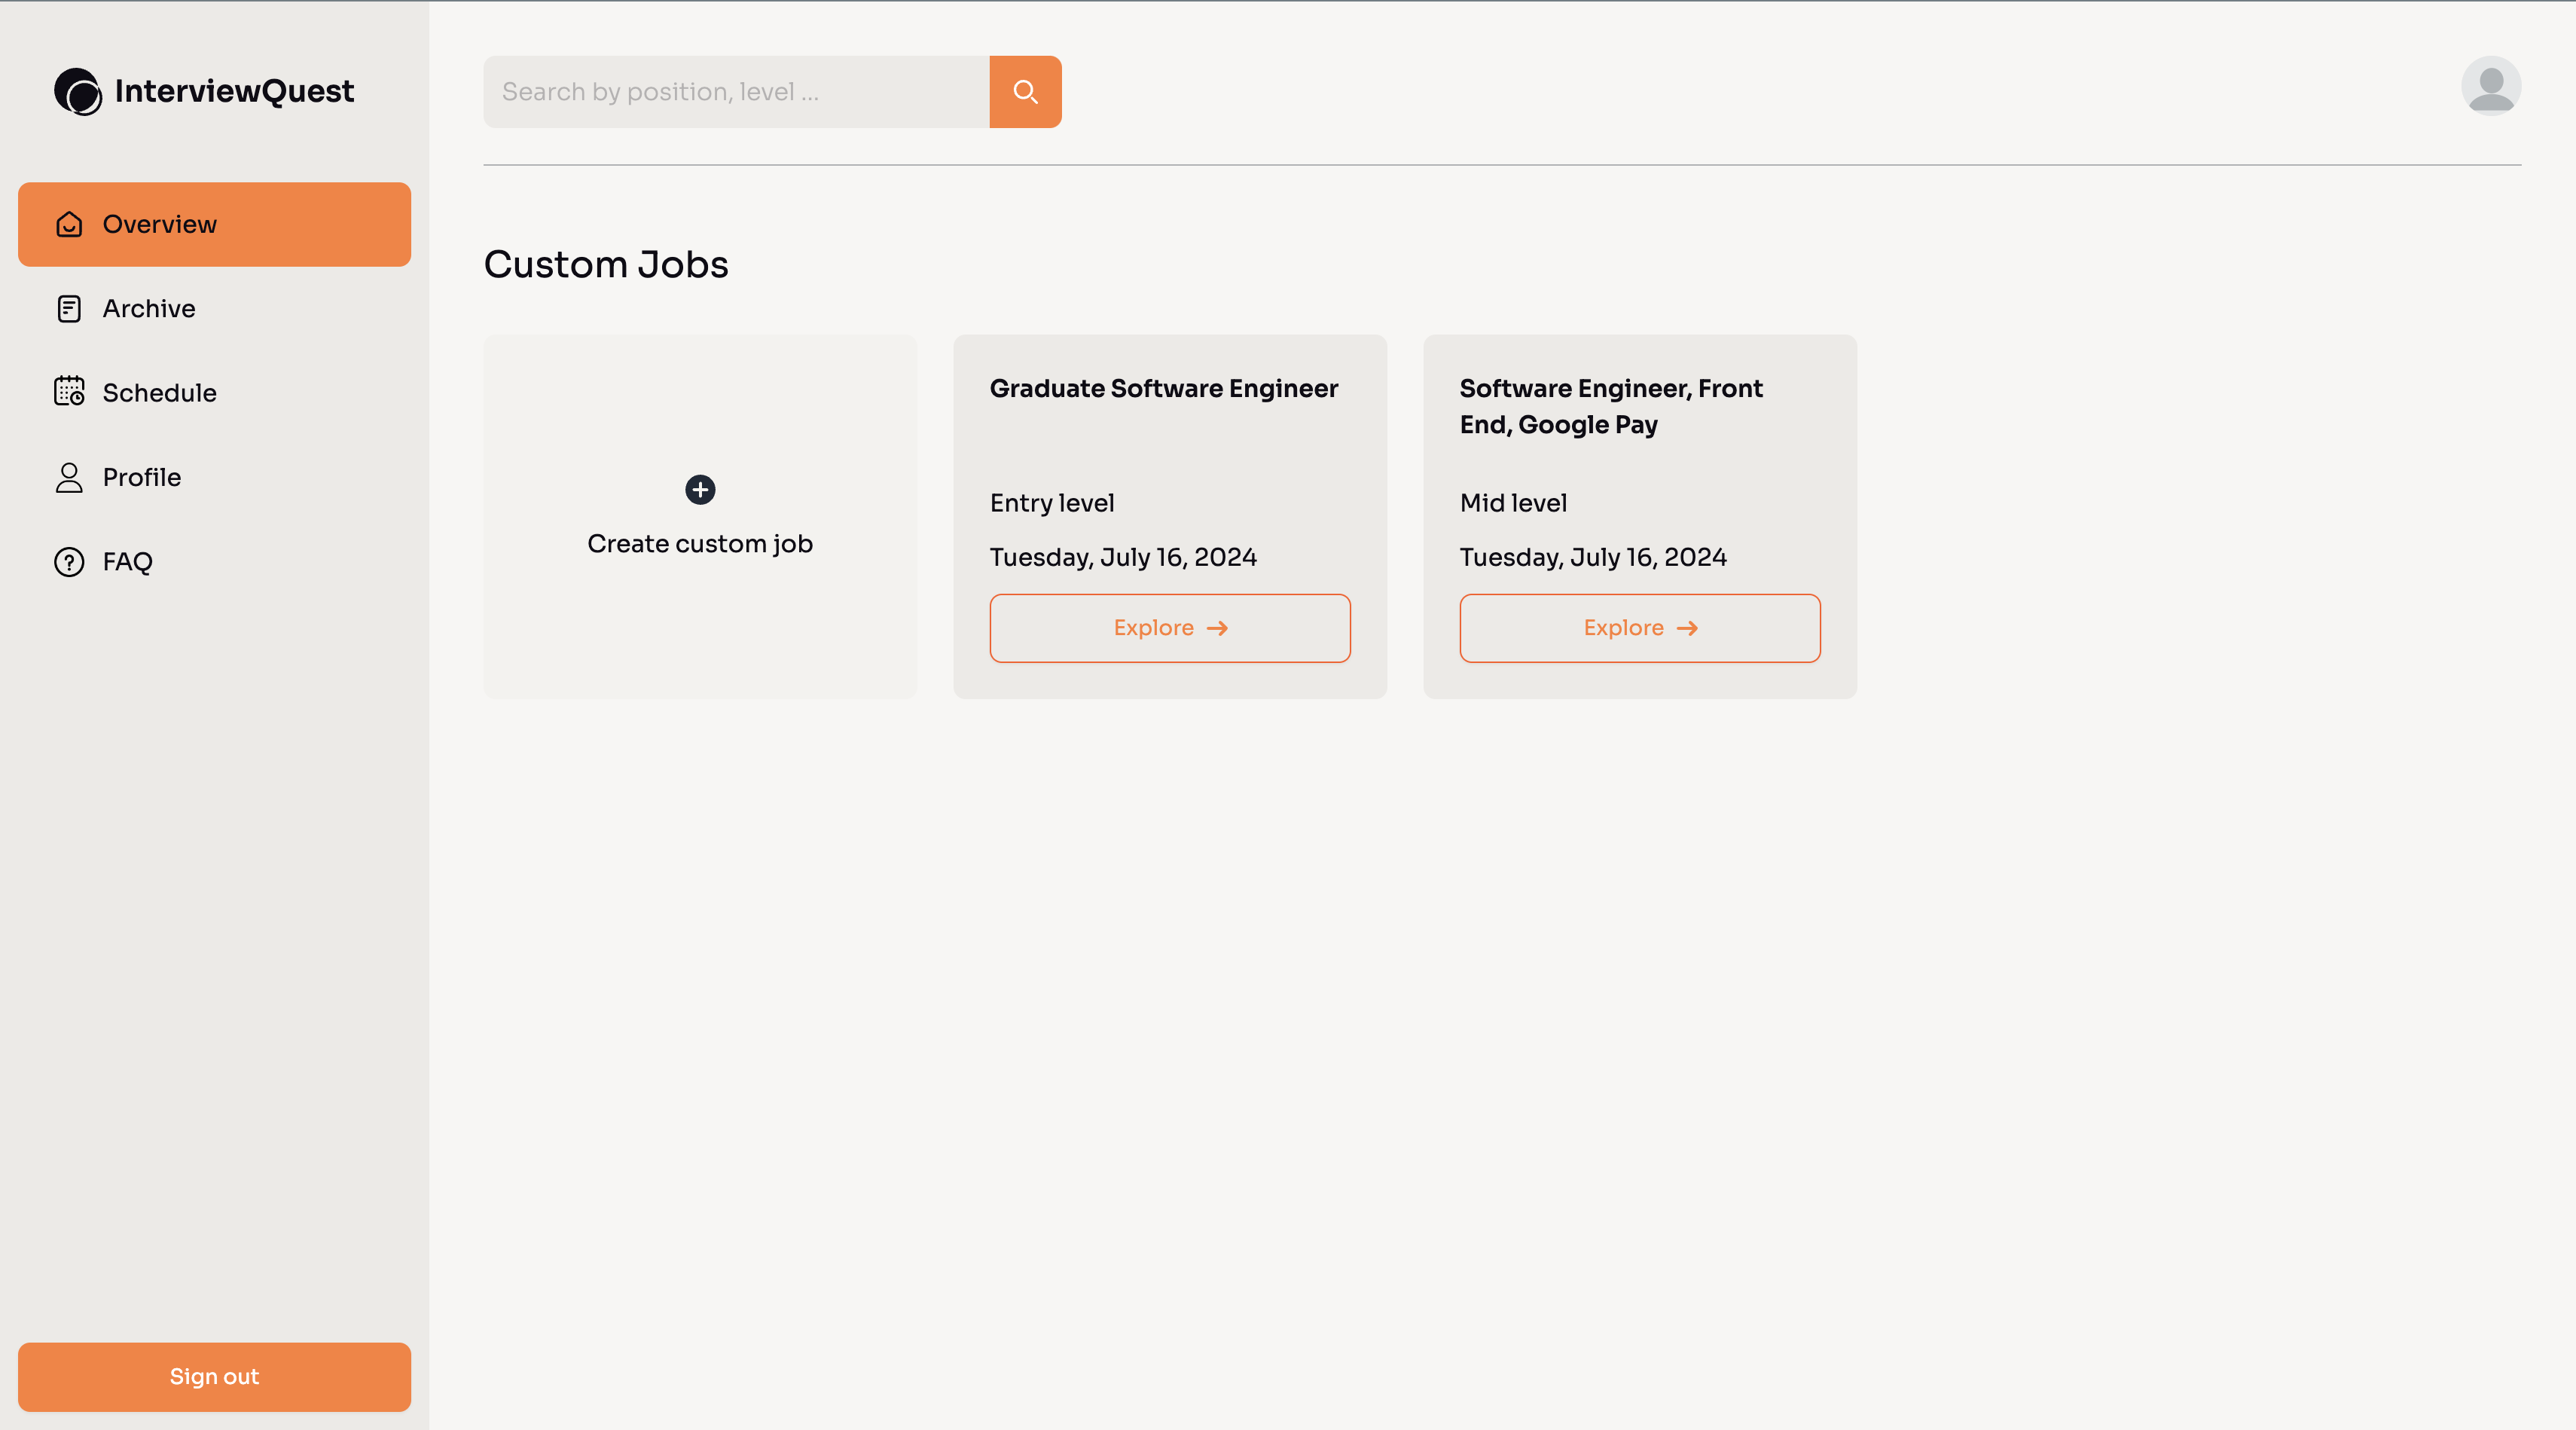 InterviewQuest
Overview
Archive
Schedule
Profile
FAQ
Sign out
Search by position, level ...
Custom Jobs
Create custom job
Graduate Software Engineer
Entry level
Tuesday, July 16, 2024
Explore
Software Engineer, Front
End, Google Pay
Mid level
Tuesday, July 16, 2024
Explore